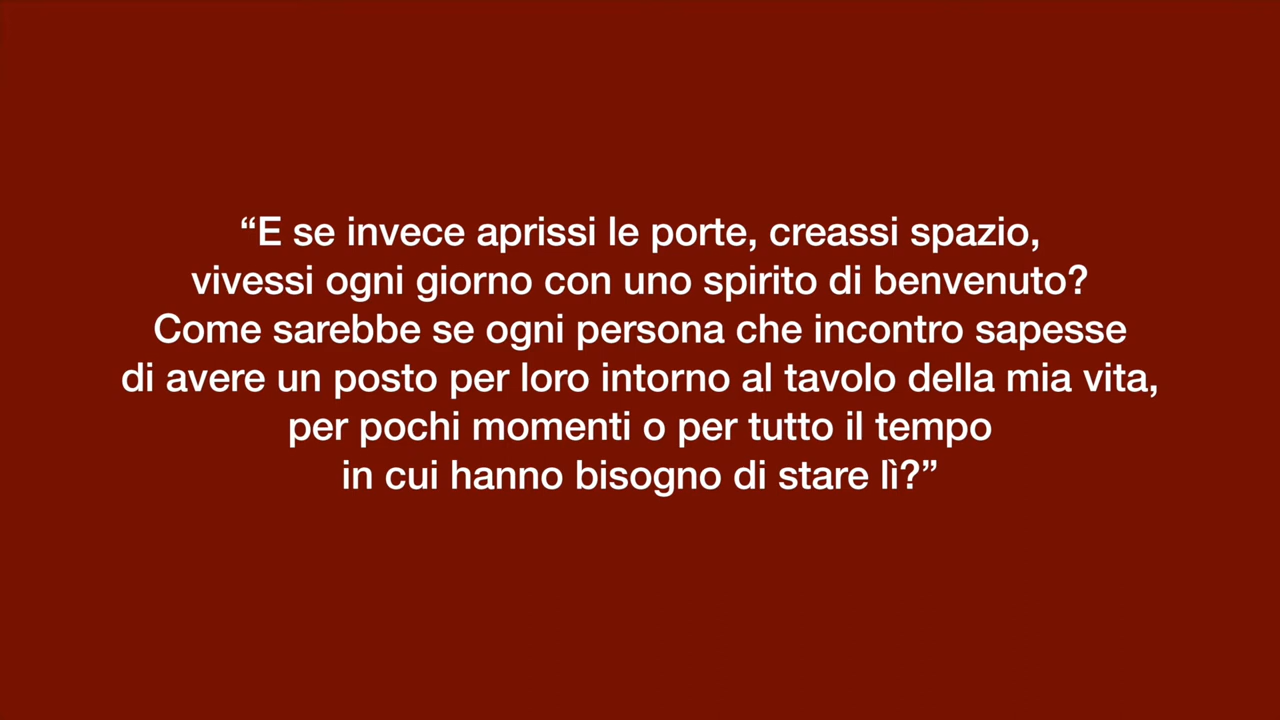 “E se invece aprissi le porte, creassi spazio,
vivessi ogni giorno con uno spirito di benvenuto?
Come sarebbe se ogni persona che incontro sapesse
di avere un posto per loro intorno al tavolo della mia vita,
per pochi momenti o per tutto il tempo
in cui hanno bisogno di stare lì?”